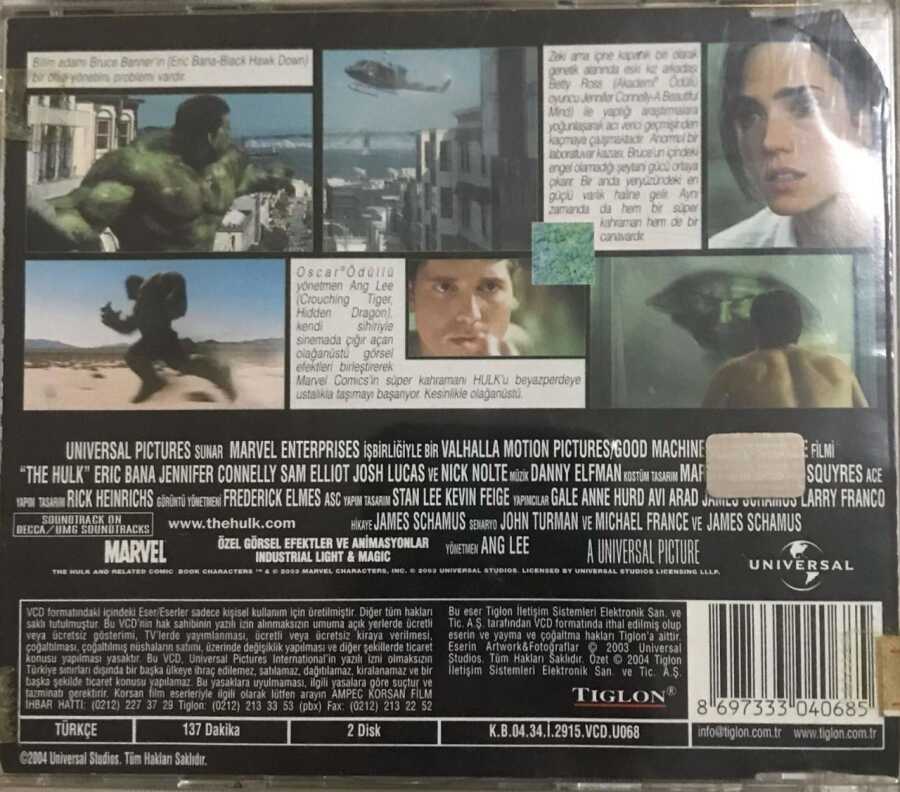 Bilim adamı Bruce Banner'in (Eric Bana-Black Hawk Down)
bir öfke yönetimi problemi vardır.
Zeki ama içine kapanık biri olarak
genetik alanında eski kız arkadaşı
Betty Ross (Akademi® Ödüllü
oyuncu Jennifer Connelly-A Beautiful
Mind) ile yaptığı araştırmalara
yoğunlaşarak acı verici geçmişinden
kaçmaya çalışmaktadır. Anormal bir
laboratuvar kazası, Bruce'un içindeki
engel olamadığı şeytani gücü ortaya
çıkarır. Bir anda yeryüzündeki en
güçlü varlık haline gelir. Aynı
zamanda da hem bir süper
kahraman hem de bir
canavardır.
Oscar® Ödüllü
yönetmen Ang Lee
(Crouching Tiger,
Hidden Dragon),
kendi sihiriyle
sinemada çığır açan
olağanüstü görsel
efektleri birleştirerek
Marvel Comics'in süper kahramanı HULK'u beyazperdeye
ustalıkla taşımayı başarıyor. Kesinlikle olağanüstü.
UNIVERSAL PICTURES SUNAR MARVEL ENTERPRISES İŞBİRLİĞİYLE BİR VALHALLA MOTION PICTURES/GOOD MACHINE FİLMİ
"THE HULK" ERIC BANA JENNIFER CONNELLY SAM ELLIOT JOSH LUCAS VE NICK NOLTE MÜZİK DANNY ELFMAN KOSTÜM TASARIM SQUYRES ACE
YAPIM TASARIM RICK HEINRICHS GÖRÜNTÜ YÖNETMENİ FREDERICK ELMES ASC YAPIM TASARIM STAN LEE KEVIN FEIGE YAPIMCILAR GALE ANNE HURD AVI ARAD JAMES SCHAMUS LARRY FRANCO
SOUNDTRACK ON
DECCA/UMG SOUNDTRACKS
www.thehulk.com
HİKAYE JAMES SCHAMUS SENARYO JOHN TURMAN VE MICHAEL FRANCE VE JAMES SCHAMUS
MARVEL
ÖZEL GÖRSEL EFEKTLER VE ANİMASYONLAR
INDUSTRIAL LIGHT & MAGIC
YÖNETMEN ANG LEE
A UNIVERSAL PICTURE
UNIVERSAL
THE HULK AND RELATED COMIC BOOK CHARACTERS ™ & © 2003 MARVEL CHARACTERS, INC. © 2003 UNIVERSAL STUDIOS. LICENSED BY UNIVERSAL STUDIOS LICENSING LLLP.
VCD formatındaki içindeki Eser/Eserler sadece kişisel kullanım için üretilmiştir. Diğer tüm hakları
saklı tutulmuştur. Bu VCD'nin hak sahibinin yazılı izin alınmaksızın umuma açık yerlerde ücretli
veya ücretsiz gösterimi, TV'lerde yayımlanması, ücretli veya ücretsiz kiraya verilmesi,
çoğaltılması, çoğaltılmış nüshaların satımı, üzerinde değişiklik yapılması ve diğer şekillerde ticaret
konusu yapılması yasaktır. Bu VCD, Universal Pictures International'in yazılı izni olmaksızın
Türkiye sınırları dışında bir başka ülkeye ihraç edilemez, satılamaz, dağıtılamaz, kiralanamaz ve bir
başka şekilde ticaret konusu yapılamaz. Bu yasaklara uyulmaması, ilgili yasalara göre suçtur ve
tazminatı gerektirir. Korsan film eserleriyle ilgili olarak lütfen arayın AMPEC KORSAN FİLM
İHBAR HATTI: (0212) 227 37 29 Tiglon: (0212) 213 33 53 (pbx) Fax: (0212) 213 22 52
Bu eser Tiglon İletişim Sistemleri Elektronik San. ve
Tic. A.Ş. tarafından VCD formatında ithal edilmiş olup
eserin ve yayma ve çoğaltma hakları Tiglon'a aittir.
Eserin Artwork&Fotoğraflar © 2003 Universal
Studios. Tüm Hakları Saklıdır. Özet © 2004 Tiglon
İletişim Sistemleri Elektronik San. ve Tic. A.Ş.
TIGLON®
8 697333 040685
TÜRKÇE
137 Dakika
2 Disk
K.B.04.34.İ.2915.VCD.U068
info@tiglon.com.tr www.tiglon.com.tr
©2004 Universal Studios. Tüm Hakları Saklıdır.